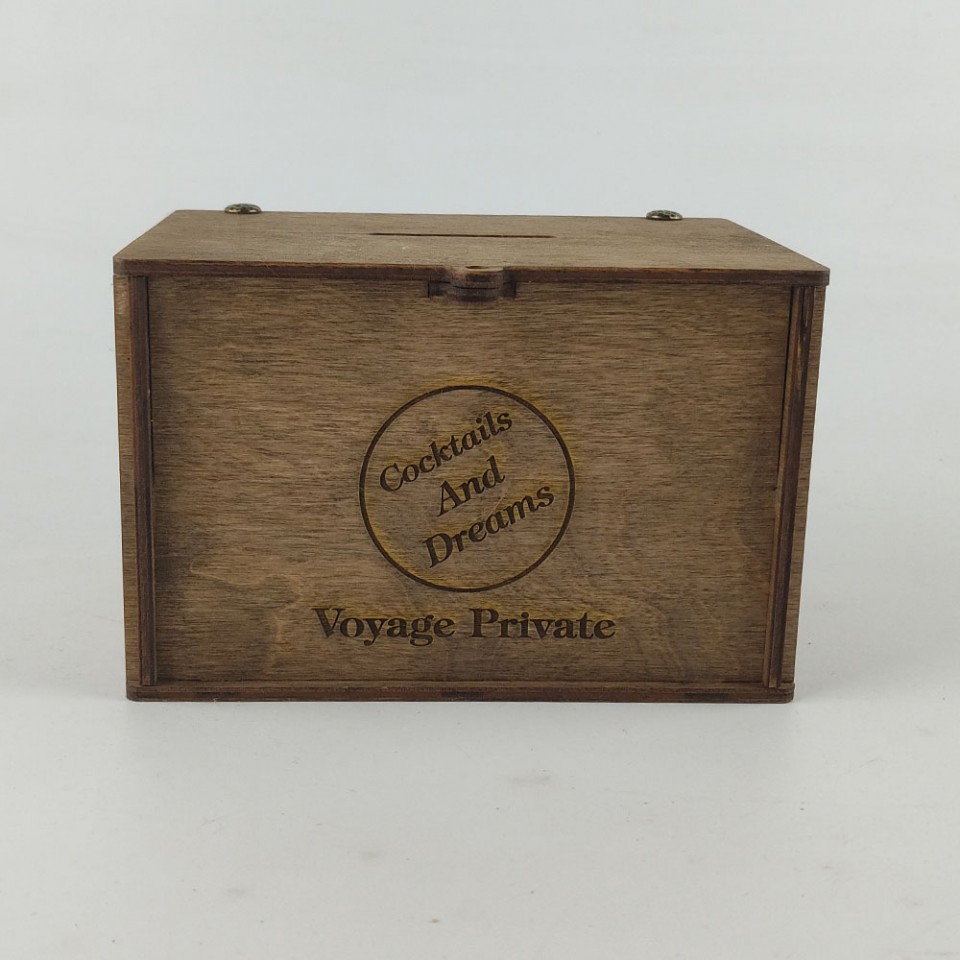 Cocktails
And
Dreams
Voyage Private